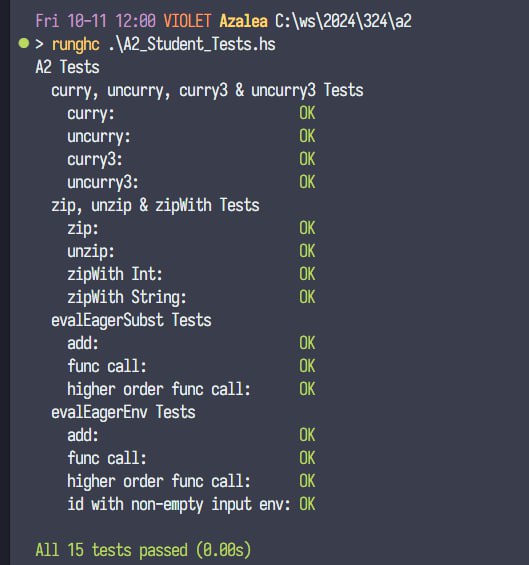 Fri 10-11 12:00 VIOLET Azalea C:\ws\2024\324\a2
> runghc .\A2_Student_Tests.hs
A2 Tests
  curry, uncurry, curry3 & uncurry3 Tests
    curry:                       OK
    uncurry:                     OK
    curry3:                      OK
    uncurry3:                    OK
  zip, unzip & zipWith Tests
    zip:                         OK
    unzip:                       OK
    zipWith Int:                 OK
    zipWith String:              OK
  evalEagerSubst Tests
    add:                         OK
    func call:                   OK
    higher order func call:      OK
  evalEagerEnv Tests
    add:                         OK
    func call:                   OK
    higher order func call:      OK
    id with non-empty input env: OK
All 15 tests passed (0.00s)